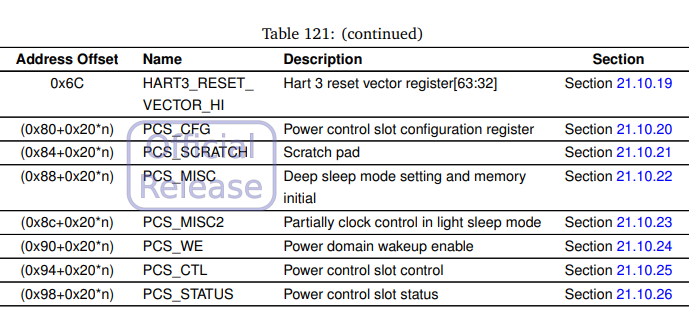 Table 121: (continued)
Address Offset Name Description Section
0x6C HART3_RESET_ Hart 3 reset vector register[63:32] Section 21.10.19
VECTOR_HI
(0x80+0x20*n) PCS_CFG Power control slot configuration register Section 21.10.20
(0x84+0x20*n) PCS_SCRATCH Scratch pad Section 21.10.21
(0x88+0x20*n) PCS_MISC Deep sleep mode setting and memory Section 21.10.22
initial
(0x8c+0x20*n) PCS_MISC2 Partially clock control in light sleep mode Section 21.10.23
(0x90+0x20*n) PCS_WE Power domain wakeup enable Section 21.10.24
(0x94+0x20*n) PCS_CTL Power control slot control Section 21.10.25
(0x98+0x20*n) PCS_STATUS Power control slot status Section 21.10.26
Official
Release